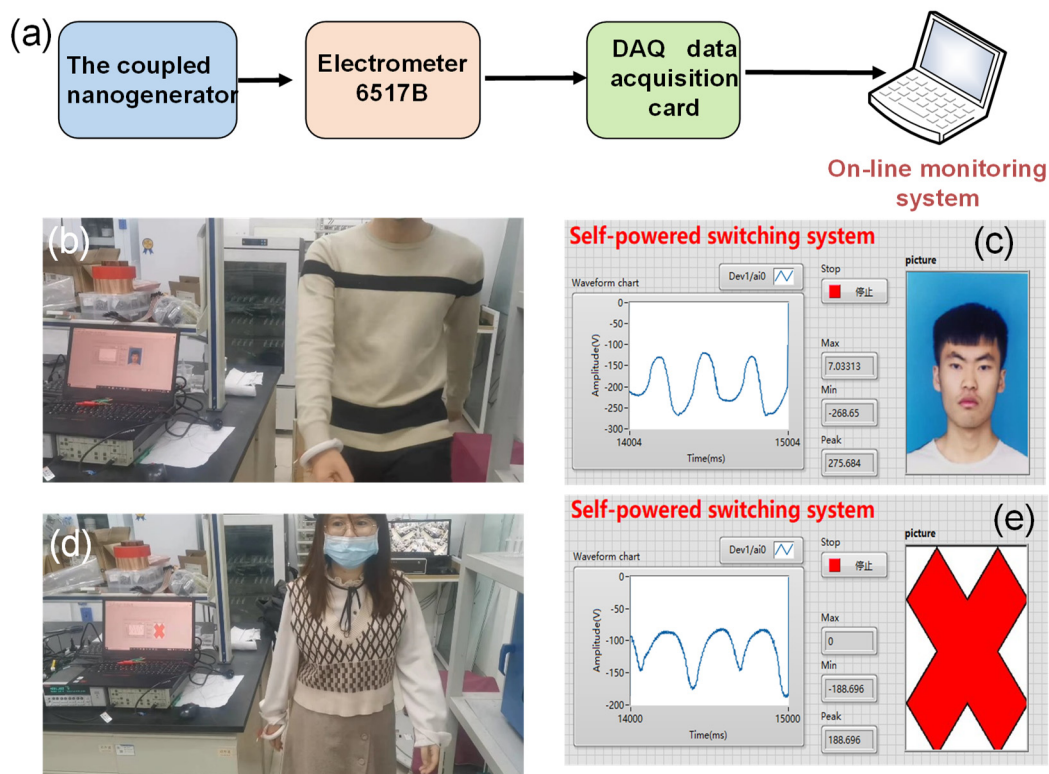 (a)
The coupled
nanogenerator
Electrometer
6517B
DAQ data
acquisition
card
On-line monitoring
system
(b)
Self-powered switching system
(c)
Waveform chart
Dev1/ai0
Amplitude(V)
0
-50
-100
-150
-200
-250
-300
14004
15004
Time(ms)
Stop
停止
Max
7.03313
Min
-268.65
Peak
275.684
picture
(d)
Self-powered switching system
(e)
Waveform chart
Dev1/ai0
Amplitude(V)
0
-50
-100
-150
-200
14000
15000
Time(ms)
Stop
停止
Max
0
Min
-188.696
Peak
188.696
picture